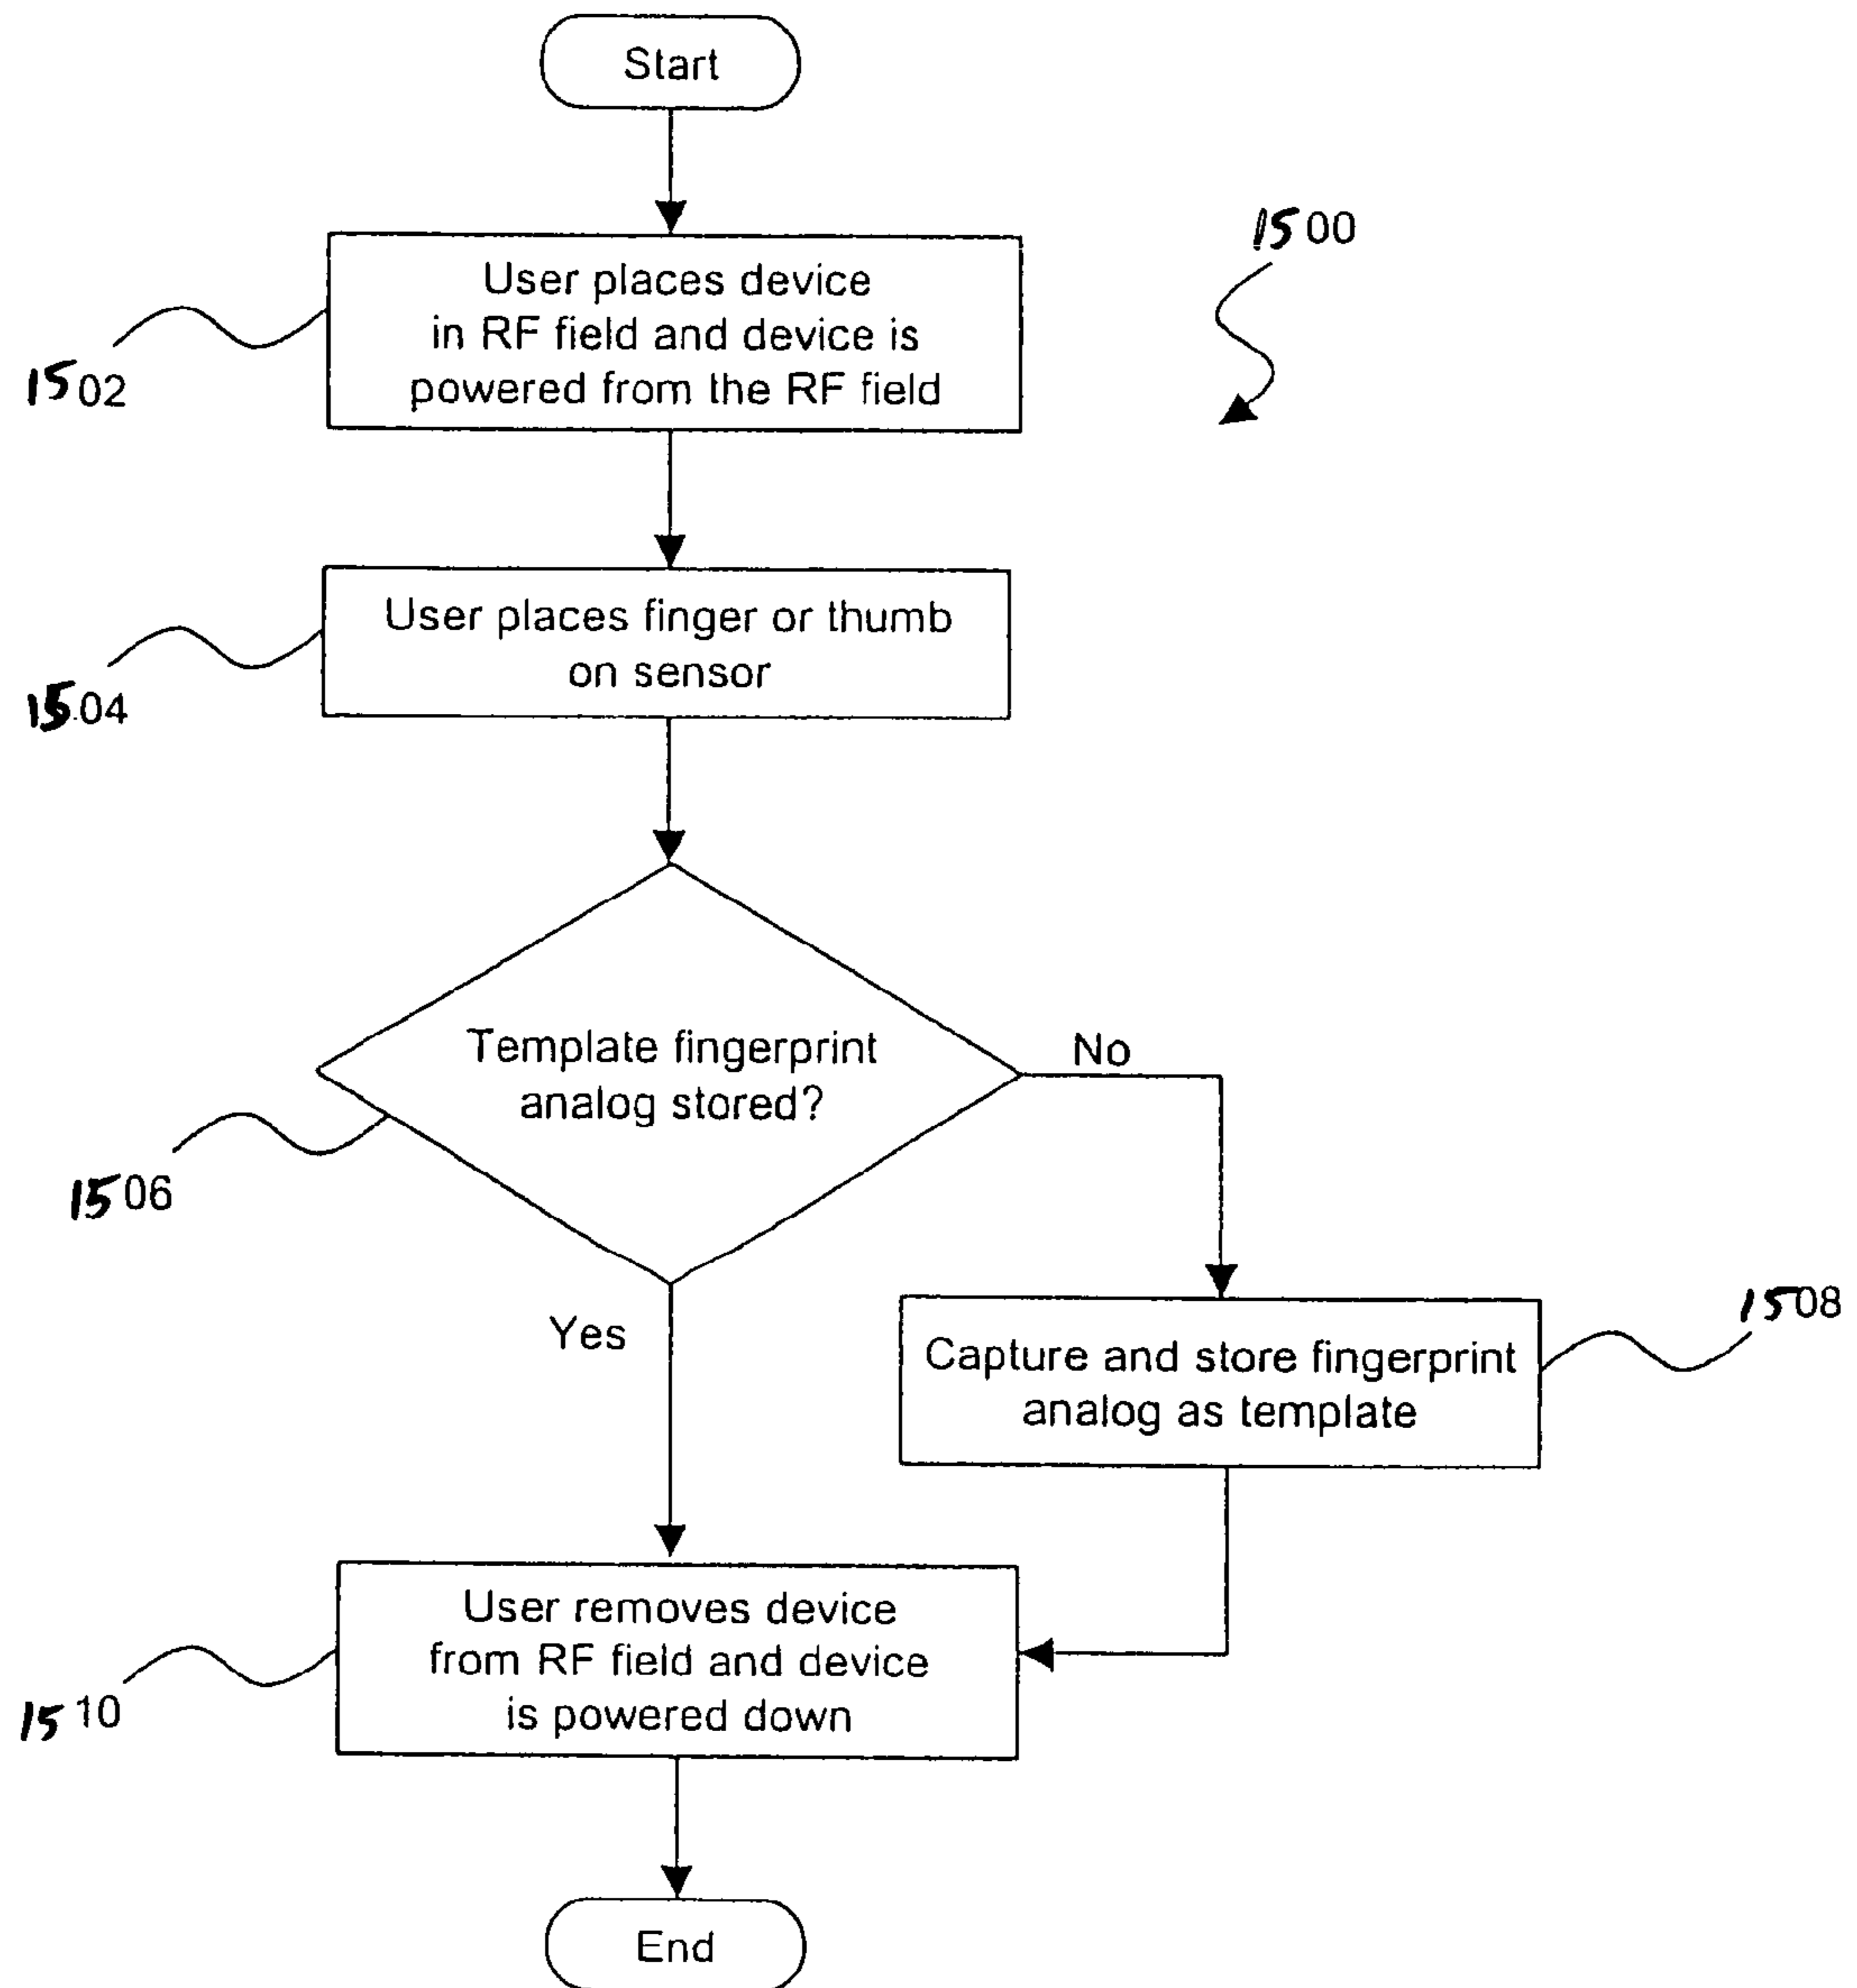 Start
1500
User places device
in RF field and device is
powered from the RF field
1502
User places finger or thumb
on sensor
1504
Template fingerprint
analog stored?
No
1506
Yes
1508
Capture and store fingerprint
analog as template
User removes device
from RF field and device
is powered down
1510
End